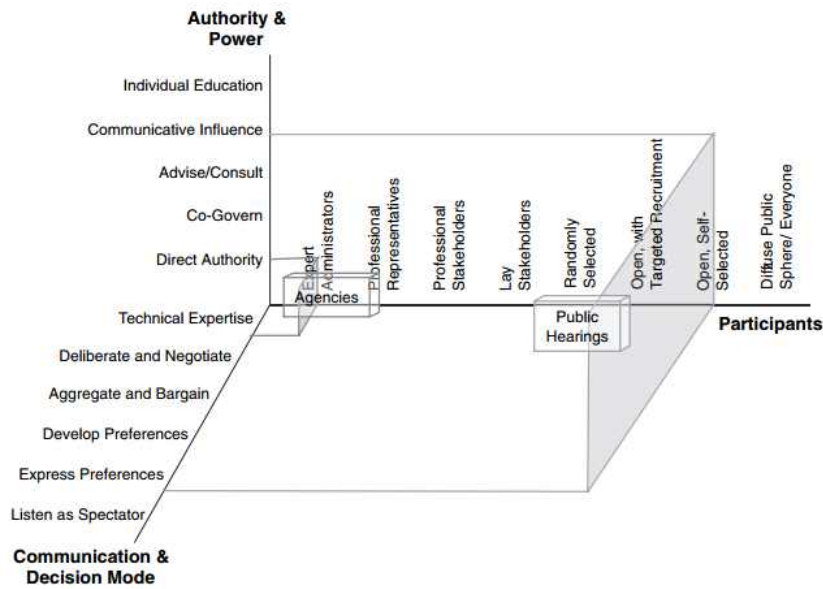 Authority &
Power
Individual Education
Communicative Influence
Advise/Consult
Co-Govern
Direct Authority
Expert
Administrators
Professional
Representatives
Professional
Stakeholders
Lay
Stakeholders
Randomly
Selected
Open, with
Targeted Recruitment
Open, Self-
Selected
Diffuse Public
Sphere/ Everyone
Agencies
Public
Hearings
Participants
Technical Expertise
Deliberate and Negotiate
Aggregate and Bargain
Develop Preferences
Express Preferences
Listen as Spectator
Communication &
Decision Mode